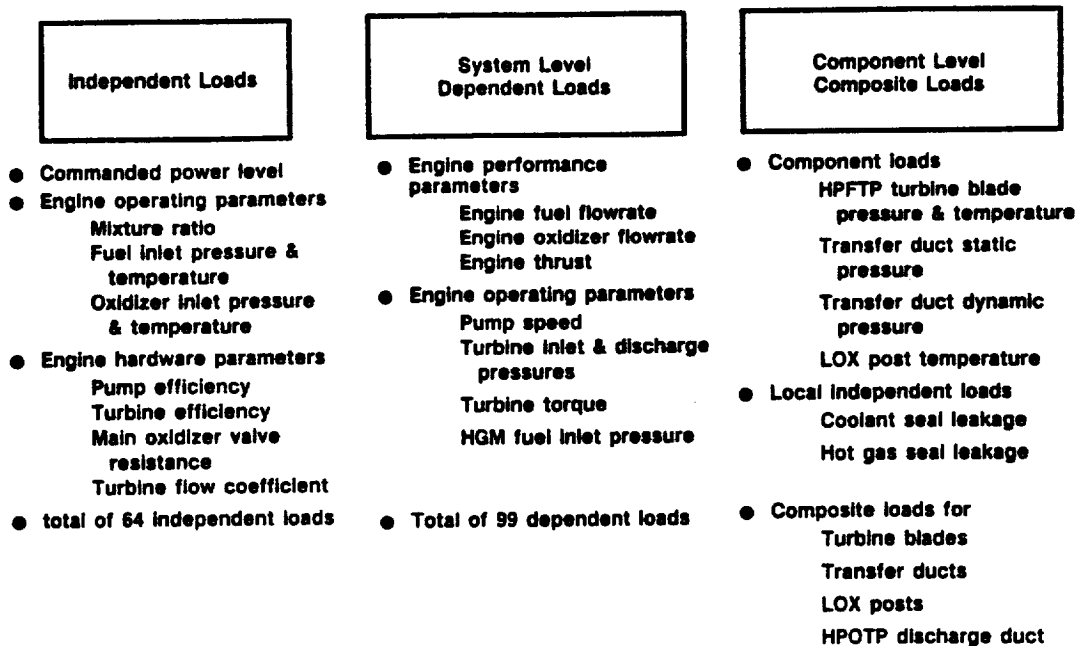 Independent Loads
● Commanded power level
● Engine operating parameters
Mixture ratio
Fuel inlet pressure &
temperature
Oxidizer inlet pressure
& temperature
● Engine hardware parameters
Pump efficiency
Turbine efficiency
Main oxidizer valve
resistance
Turbine flow coefficient
● total of 64 independent loads
System Level
Dependent Loads
● Engine performance
parameters
Engine fuel flowrate
Engine oxidizer flowrate
Engine thrust
● Engine operating parameters
Pump speed
Turbine inlet & discharge
pressures
Turbine torque
HGM fuel inlet pressure
● Total of 99 dependent loads
Component Level
Composite Loads
● Component loads
HPFTP turbine blade
pressure & temperature
Transfer duct static
pressure
Transfer duct dynamic
pressure
LOX post temperature
● Local independent loads
Coolant seal leakage
Hot gas seal leakage
● Composite loads for
Turbine blades
Transfer ducts
LOX posts
HPOTP discharge duct